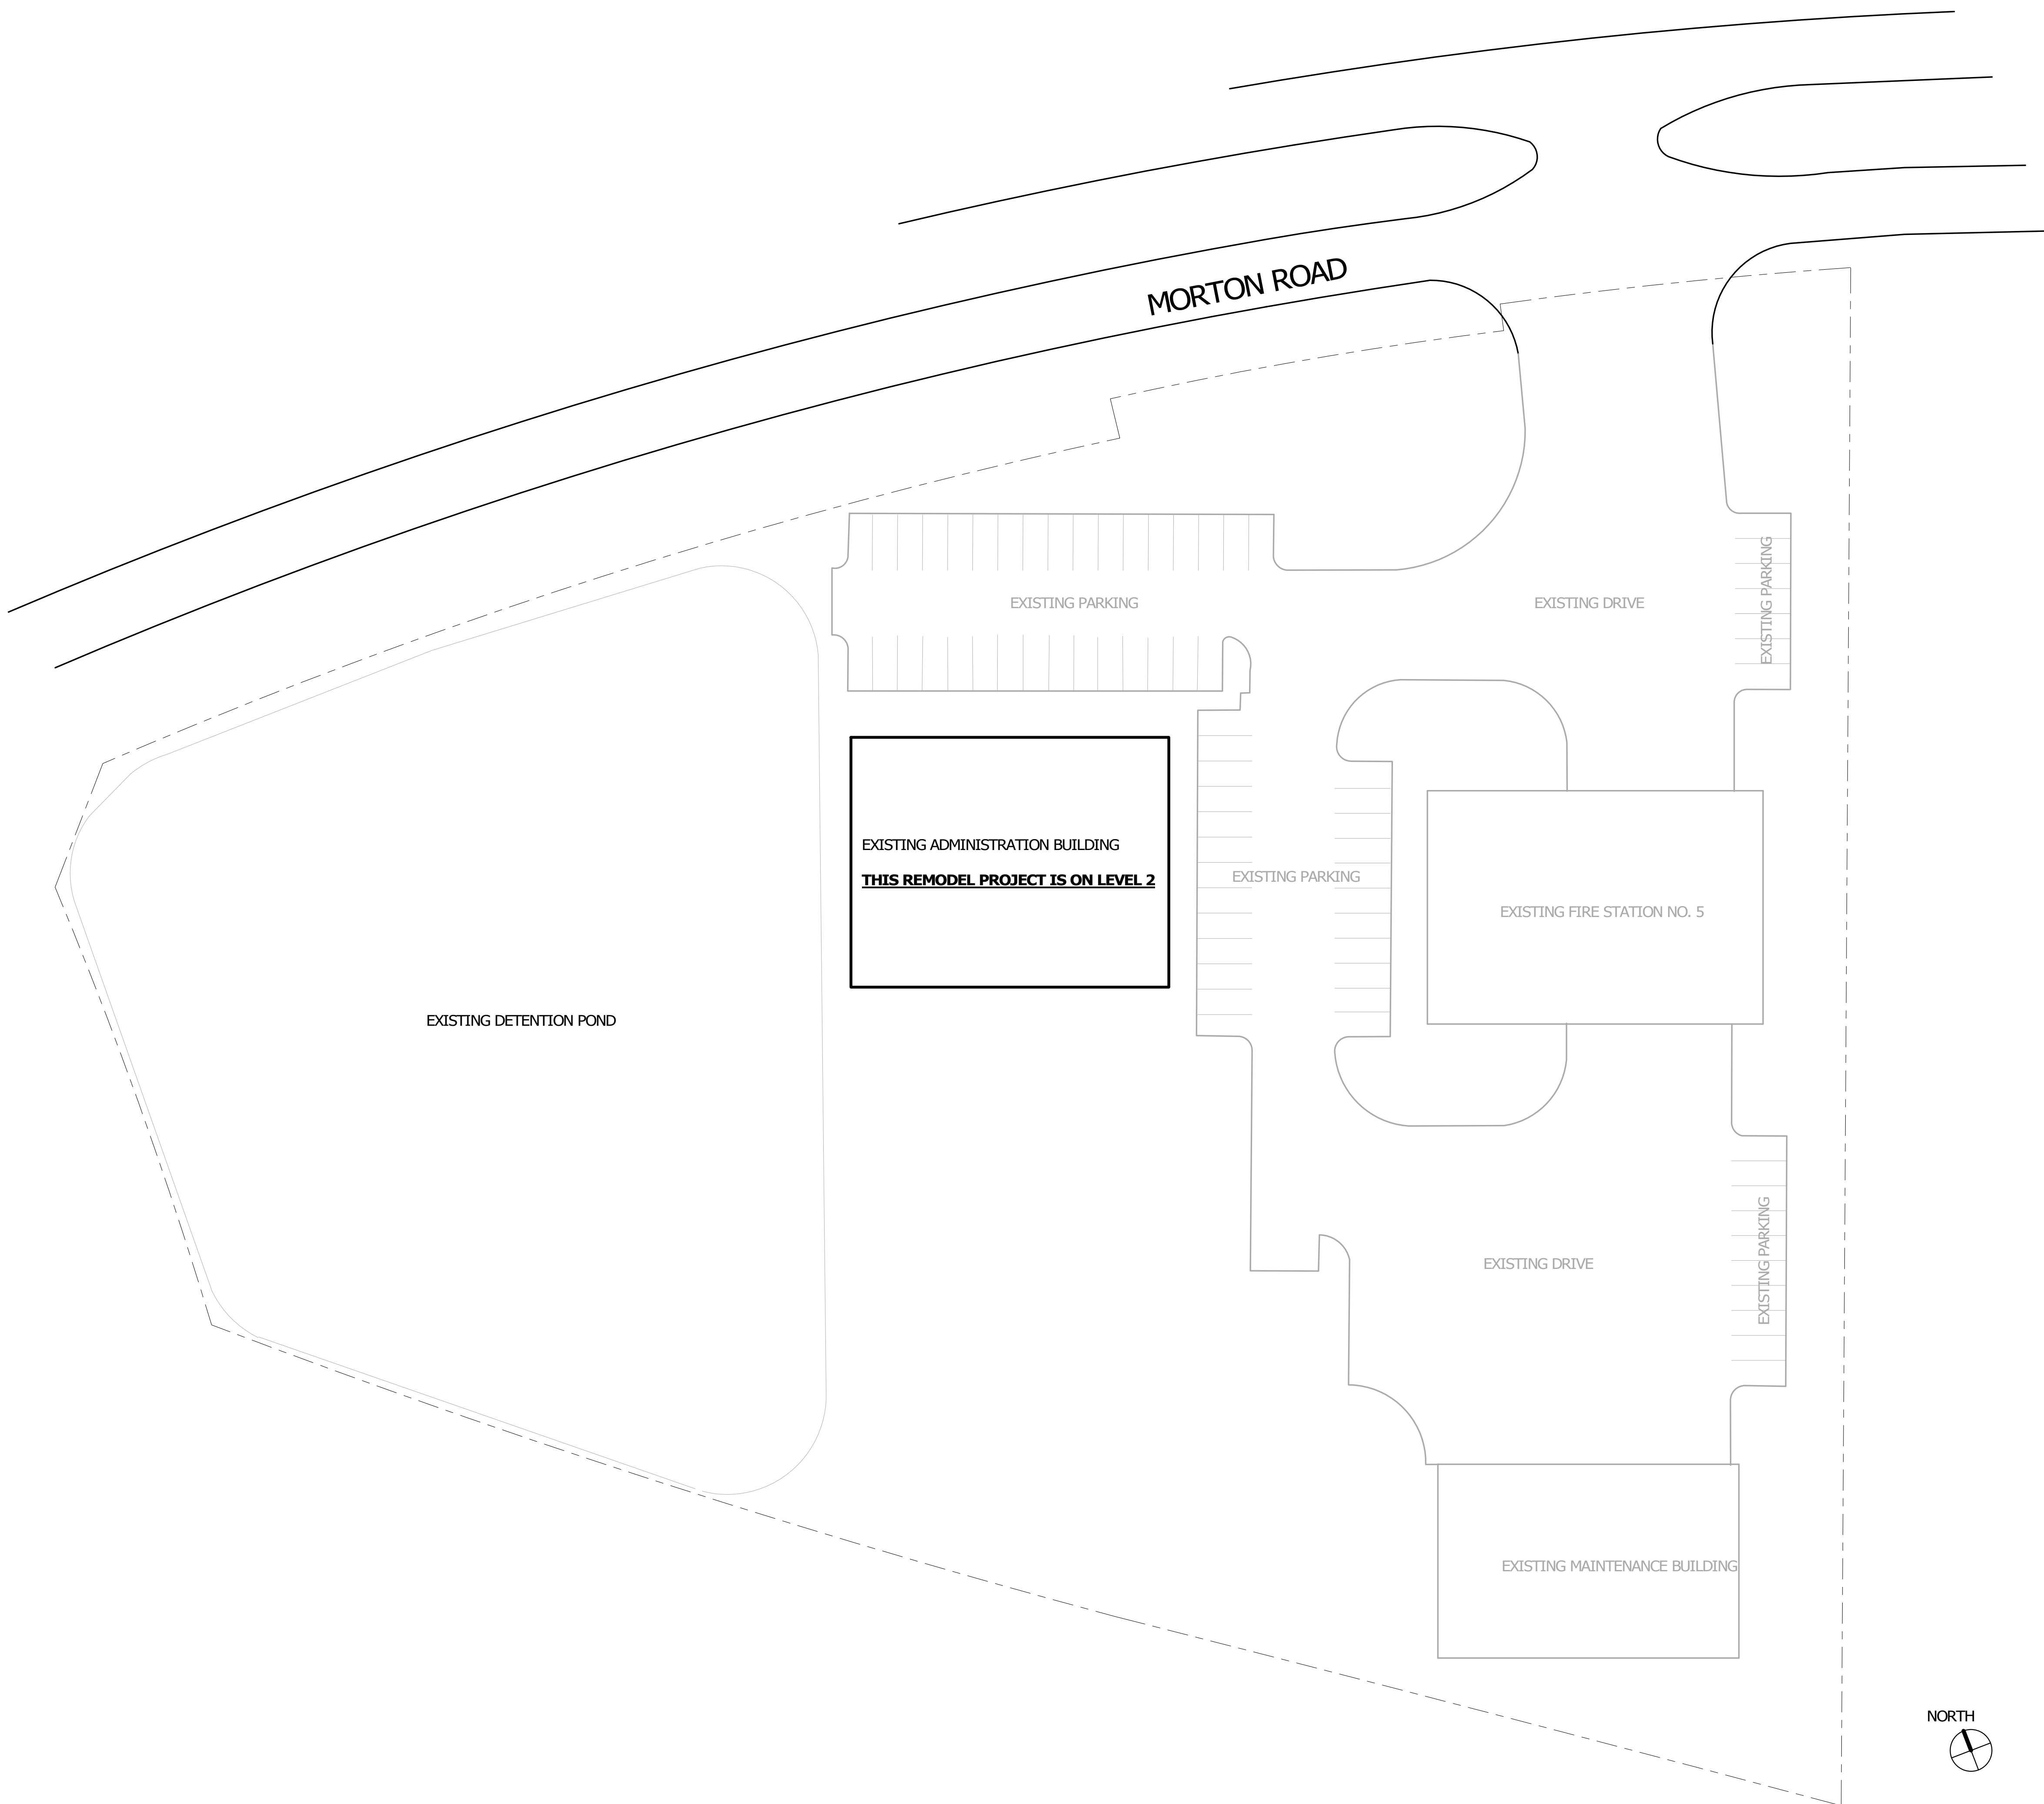 MORTON ROAD
EXISTING PARKING
EXISTING DRIVE
EXISTING PARKING
EXISTING ADMINISTRATION BUILDING
THIS REMODEL PROJECT IS ON LEVEL 2
EXISTING PARKING
EXISTING FIRE STATION NO. 5
EXISTING DETENTION POND
EXISTING DRIVE
EXISTING PARKING
EXISTING MAINTENANCE BUILDING
NORTH